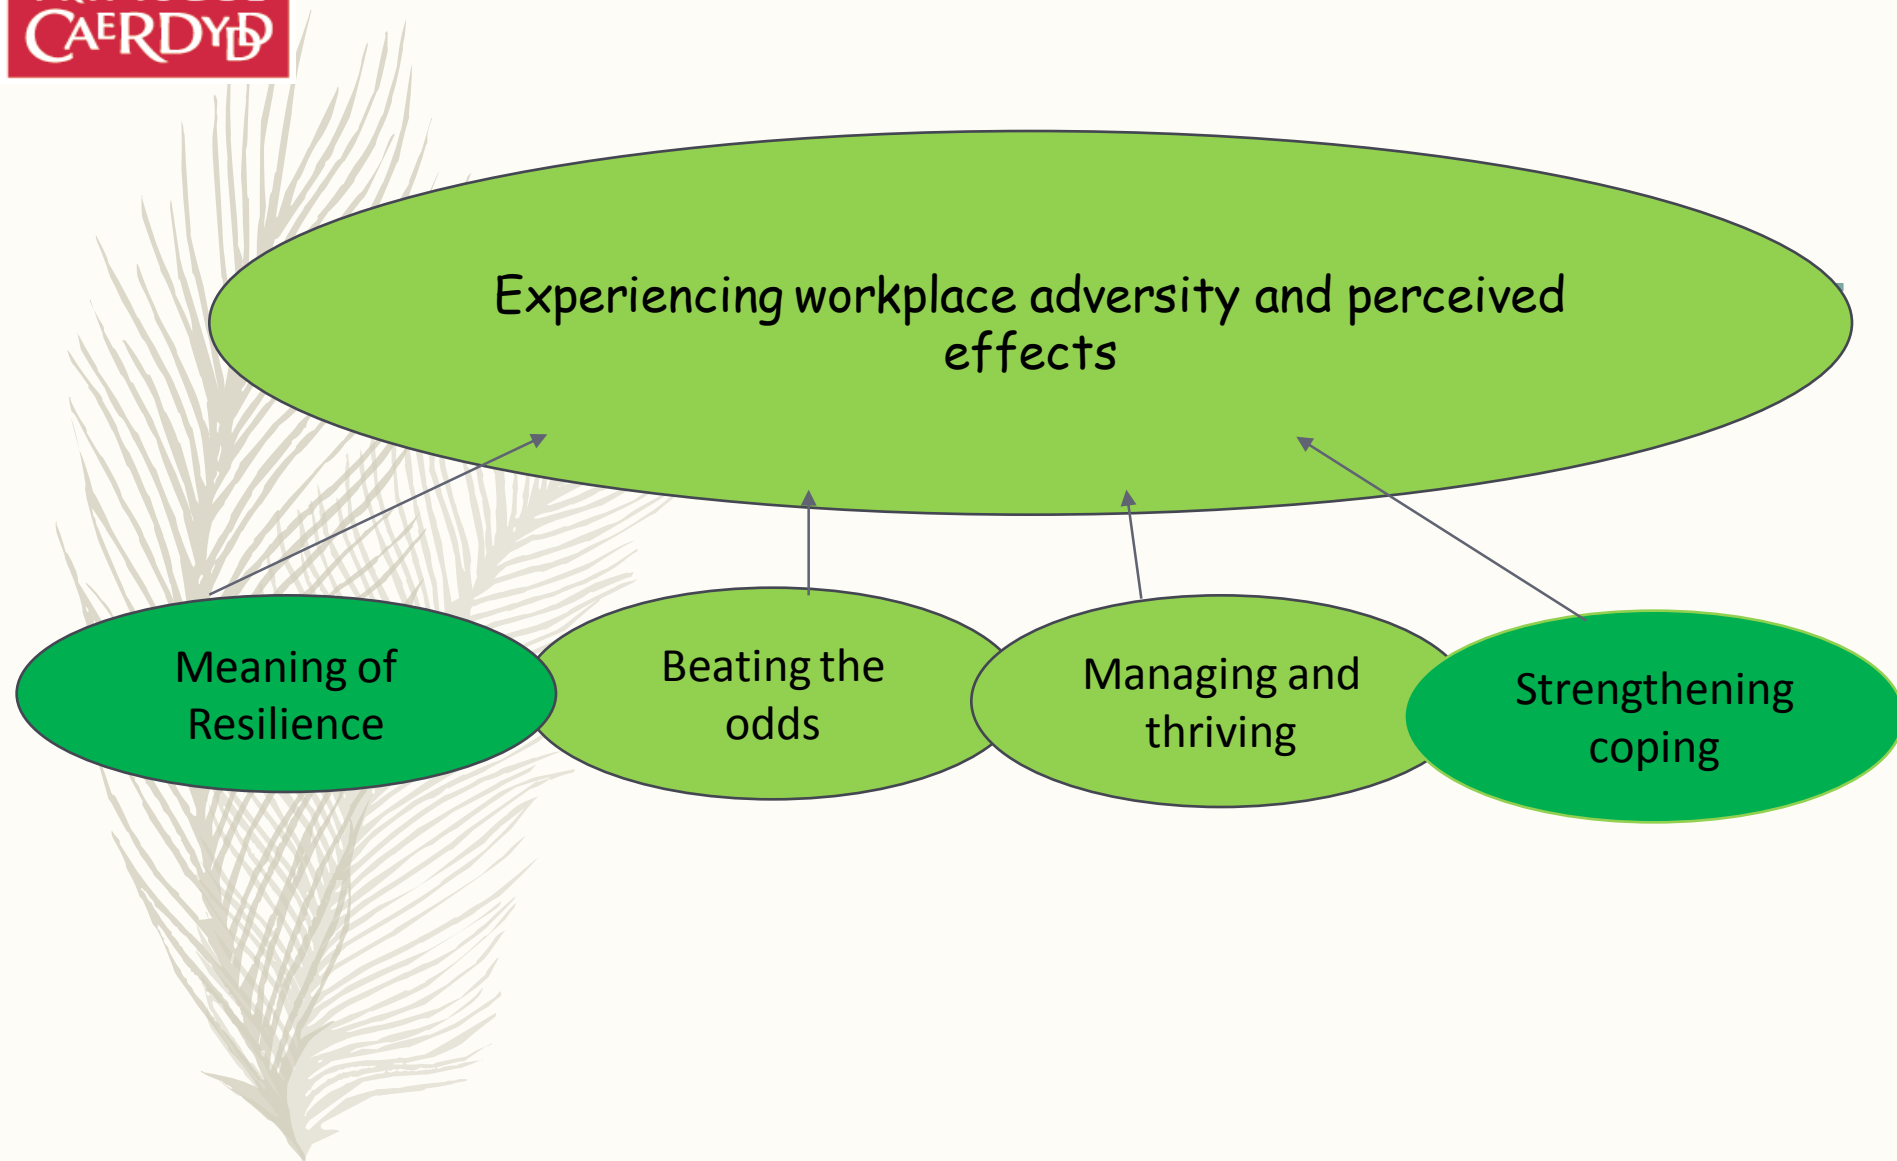 CAERDYDD
Experiencing workplace adversity and perceived
effects
Meaning of
Resilience
Beating the
odds
Managing and
thriving
Strengthening
coping